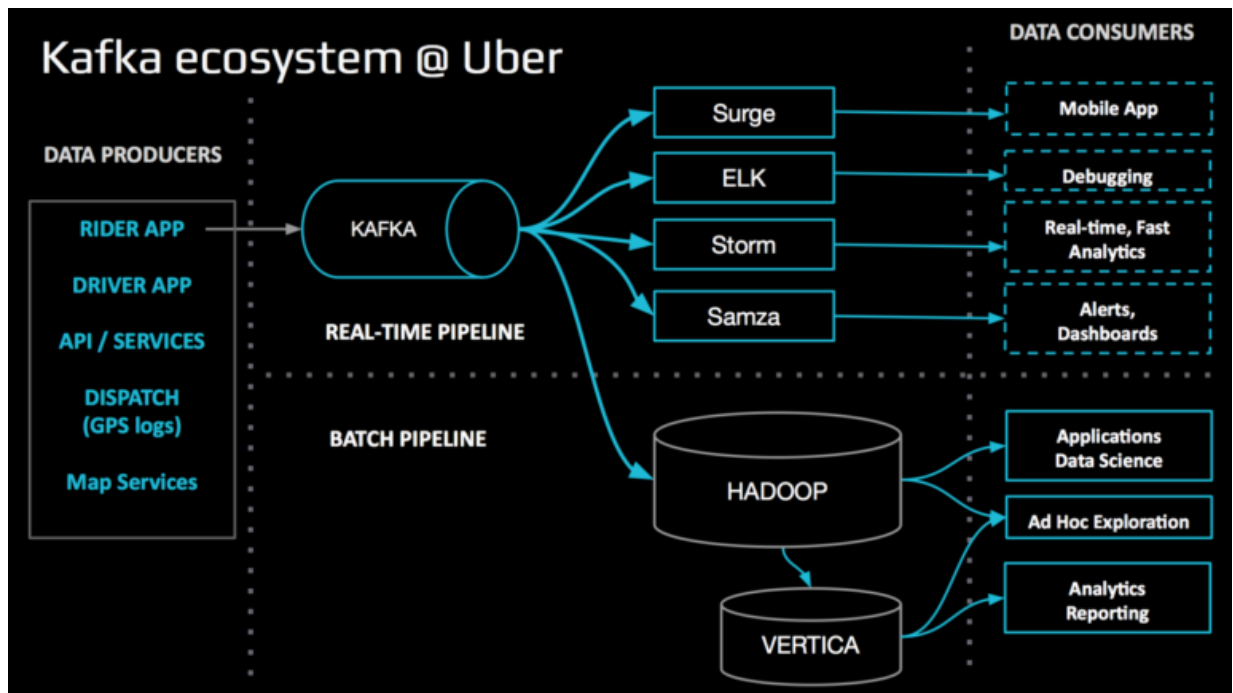 Kafka ecosystem @ Uber
DATA CONSUMERS
DATA PRODUCERS
RIDER APP
DRIVER APP
API / SERVICES
DISPATCH
(GPS logs)
Map Services
KAFKA
REAL-TIME PIPELINE
Surge
ELK
Storm
Samza
Mobile App
Debugging
Real-time, Fast
Analytics
Alerts,
Dashboards
BATCH PIPELINE
HADOOP
VERTICA
Applications
Data Science
Ad Hoc Exploration
Analytics
Reporting